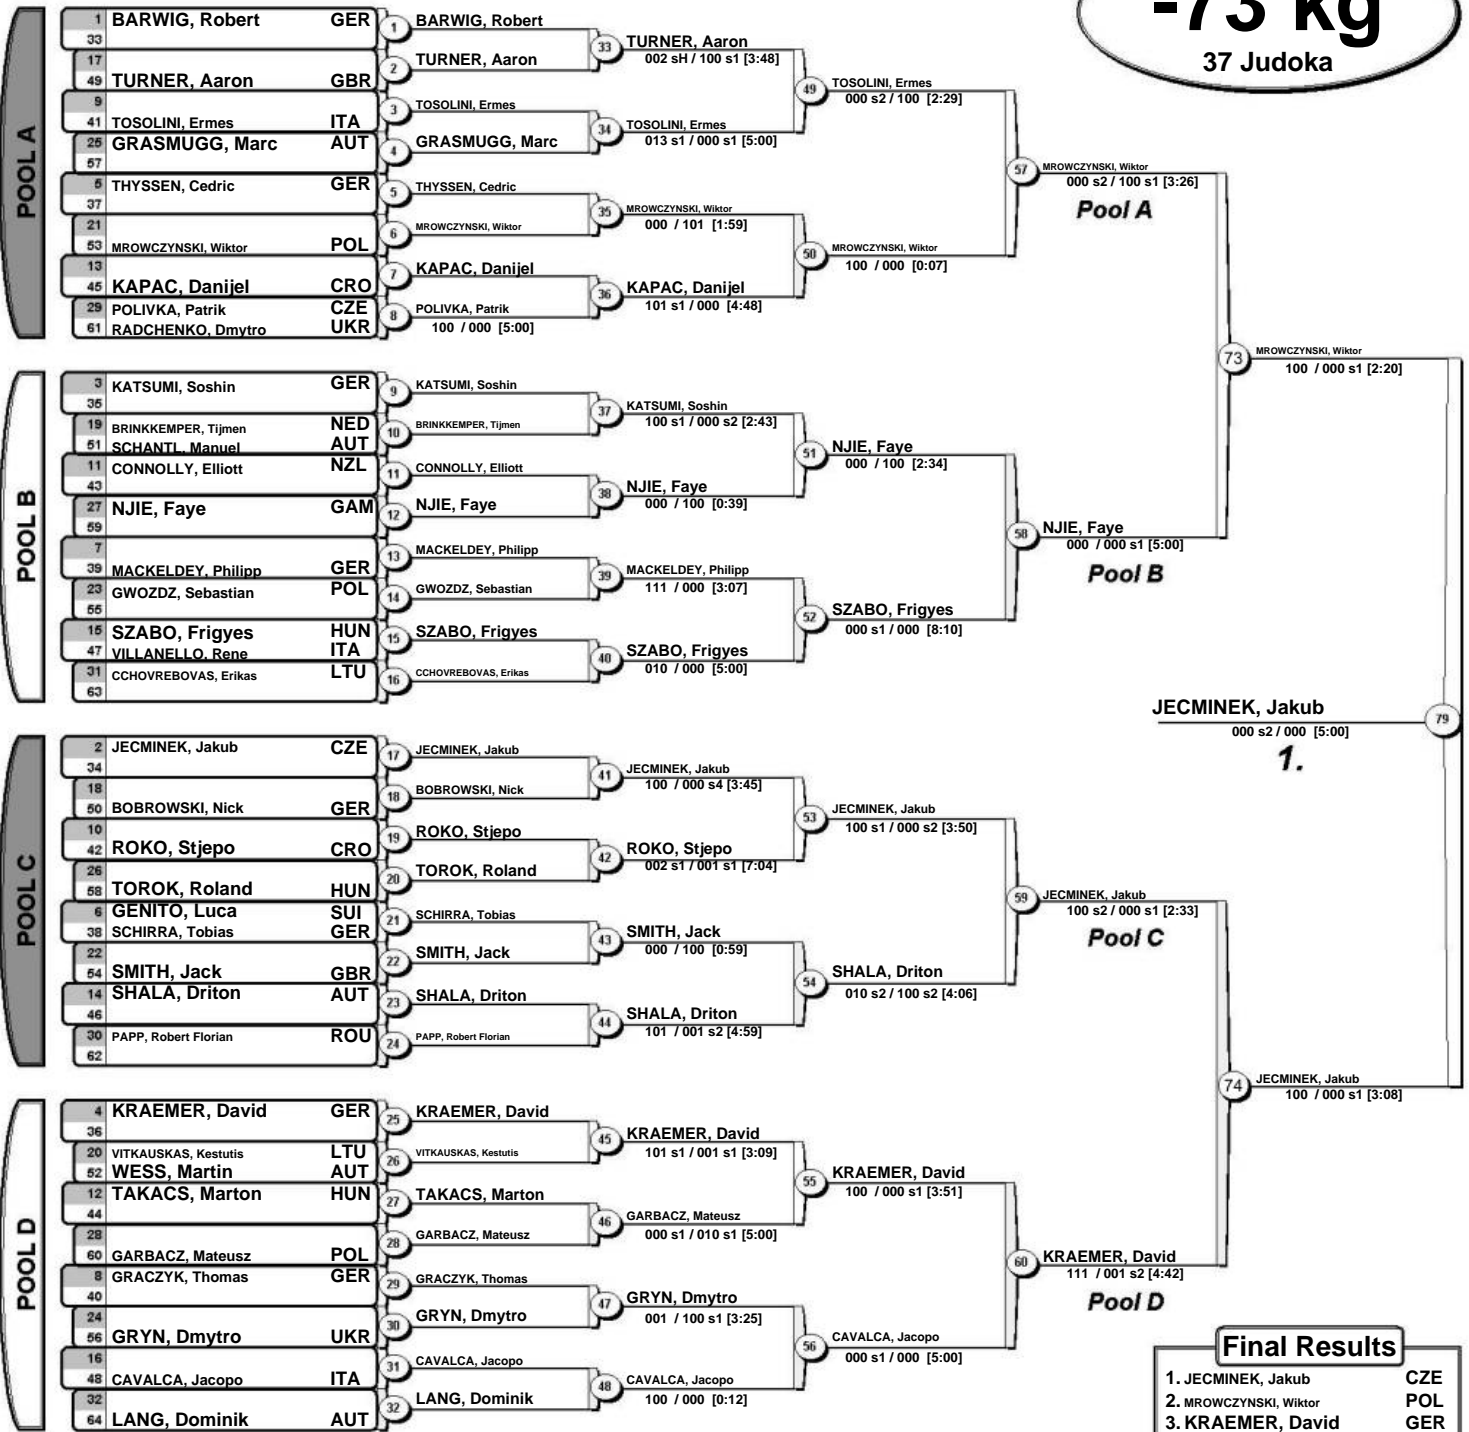 -73 kg
37 Judoka
POOL A
1 BARWIG, Robert GER
33
17
49 TURNER, Aaron GBR
9
41 TOSOLINI, Ermes ITA
25 GRASMUGG, Marc AUT
57
5 THYSSEN, Cedric GER
37
21
53 MROWCZYNSKI, Wiktor POL
13
45 KAPAC, Danijel CRO
29 POLIVKA, Patrik CZE
61 RADCHENKO, Dmytro UKR
1 BARWIG, Robert
2 TURNER, Aaron
3 TOSOLINI, Ermes
4 GRASMUGG, Marc
5 THYSSEN, Cedric
6 MROWCZYNSKI, Wiktor
7 KAPAC, Danijel
8 POLIVKA, Patrik
100 / 000 [5:00]
33 TURNER, Aaron
002 sH / 100 s1 [3:48]
34 TOSOLINI, Ermes
013 s1 / 000 s1 [5:00]
35 MROWCZYNSKI, Wiktor
000 / 101 [1:59]
36 KAPAC, Danijel
101 s1 / 000 [4:48]
49 TOSOLINI, Ermes
000 s2 / 100 [2:29]
50 MROWCZYNSKI, Wiktor
100 / 000 [0:07]
57 MROWCZYNSKI, Wiktor
000 s2 / 100 s1 [3:26]
Pool A
POOL B
3 KATSUMI, Soshin GER
35
19 BRINKKEMPER, Tijmen NED
51 SCHANTL, Manuel AUT
11 CONNOLLY, Elliott NZL
43
27 NJIE, Faye GAM
59
7
39 MACKELDEY, Philipp GER
23 GWOZDZ, Sebastian POL
55
15 SZABO, Frigyes HUN
47 VILLANELLO, Rene ITA
31 CCHOVREBOVAS, Erikas LTU
63
9 KATSUMI, Soshin
10 BRINKKEMPER, Tijmen
11 CONNOLLY, Elliott
12 NJIE, Faye
13 MACKELDEY, Philipp
14 GWOZDZ, Sebastian
15 SZABO, Frigyes
16 CCHOVREBOVAS, Erikas
37 KATSUMI, Soshin
100 s1 / 000 s2 [2:43]
38 NJIE, Faye
000 / 100 [0:39]
39 MACKELDEY, Philipp
111 / 000 [3:07]
40 SZABO, Frigyes
010 / 000 [5:00]
51 NJIE, Faye
000 / 100 [2:34]
52 SZABO, Frigyes
000 s1 / 000 [8:10]
58 NJIE, Faye
000 / 000 s1 [5:00]
Pool B
73 MROWCZYNSKI, Wiktor
100 / 000 s1 [2:20]
JECMINEK, Jakub 79
000 s2 / 000 [5:00]
1.
POOL C
2 JECMINEK, Jakub CZE
34
18
50 BOBROWSKI, Nick GER
10
42 ROKO, Stjepo CRO
26
58 TOROK, Roland HUN
6 GENITO, Luca SUI
38 SCHIRRA, Tobias GER
22
54 SMITH, Jack GBR
14 SHALA, Driton AUT
46
30 PAPP, Robert Florian ROU
62
17 JECMINEK, Jakub
18 BOBROWSKI, Nick
19 ROKO, Stjepo
20 TOROK, Roland
21 SCHIRRA, Tobias
22 SMITH, Jack
23 SHALA, Driton
24 PAPP, Robert Florian
41 JECMINEK, Jakub
100 / 000 s4 [3:45]
42 ROKO, Stjepo
002 s1 / 001 s1 [7:04]
43 SMITH, Jack
000 / 100 [0:59]
44 SHALA, Driton
101 / 001 s2 [4:59]
53 JECMINEK, Jakub
100 s1 / 000 s2 [3:50]
54 SHALA, Driton
010 s2 / 100 s2 [4:06]
59 JECMINEK, Jakub
100 s2 / 000 s1 [2:33]
Pool C
74 JECMINEK, Jakub
100 / 000 s1 [3:08]
POOL D
4 KRAEMER, David GER
36
20 VITKAUSKAS, Kestutis LTU
52 WESS, Martin AUT
12 TAKACS, Marton HUN
44
28
60 GARBACZ, Mateusz POL
8 GRACZYK, Thomas GER
40
24
56 GRYN, Dmytro UKR
16
48 CAVALCA, Jacopo ITA
32
64 LANG, Dominik AUT
25 KRAEMER, David
26 VITKAUSKAS, Kestutis
27 TAKACS, Marton
28 GARBACZ, Mateusz
29 GRACZYK, Thomas
30 GRYN, Dmytro
31 CAVALCA, Jacopo
32 LANG, Dominik
45 KRAEMER, David
101 s1 / 001 s1 [3:09]
46 GARBACZ, Mateusz
000 s1 / 010 s1 [5:00]
47 GRYN, Dmytro
001 / 100 s1 [3:25]
48 CAVALCA, Jacopo
100 / 000 [0:12]
55 KRAEMER, David
100 / 000 s1 [3:51]
56 CAVALCA, Jacopo
000 s1 / 000 [5:00]
60 KRAEMER, David
111 / 001 s2 [4:42]
Pool D
Final Results
1. JECMINEK, Jakub CZE
2. MROWCZYNSKI, Wiktor POL
3. KRAEMER, David GER